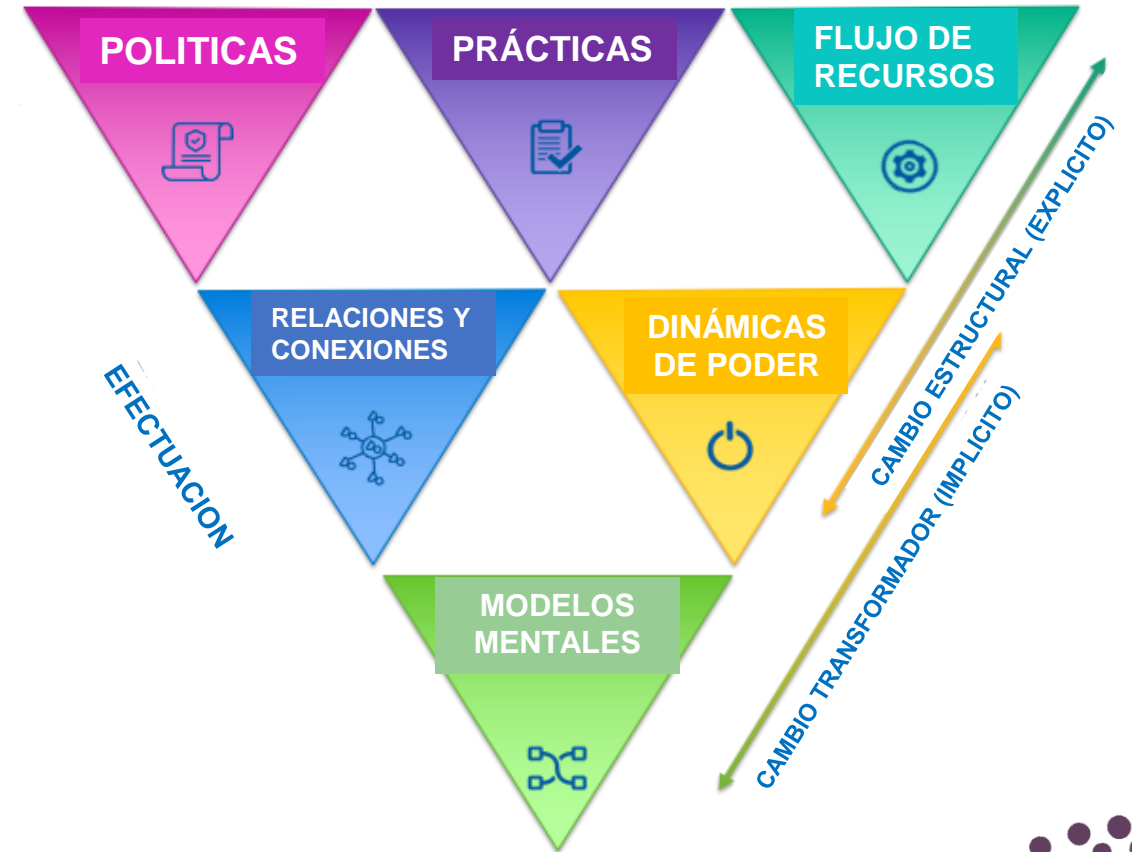 POLITICAS
PRÁCTICAS
FLUJO DE
RECURSOS
RELACIONES Y
CONEXIONES
DINÁMICAS
DE PODER
MODELOS
MENTALES
EFECTUACION
CAMBIO ESTRUCTURAL (EXPLICITO)
CAMBIO TRANSFORMADOR (IMPLICITO)